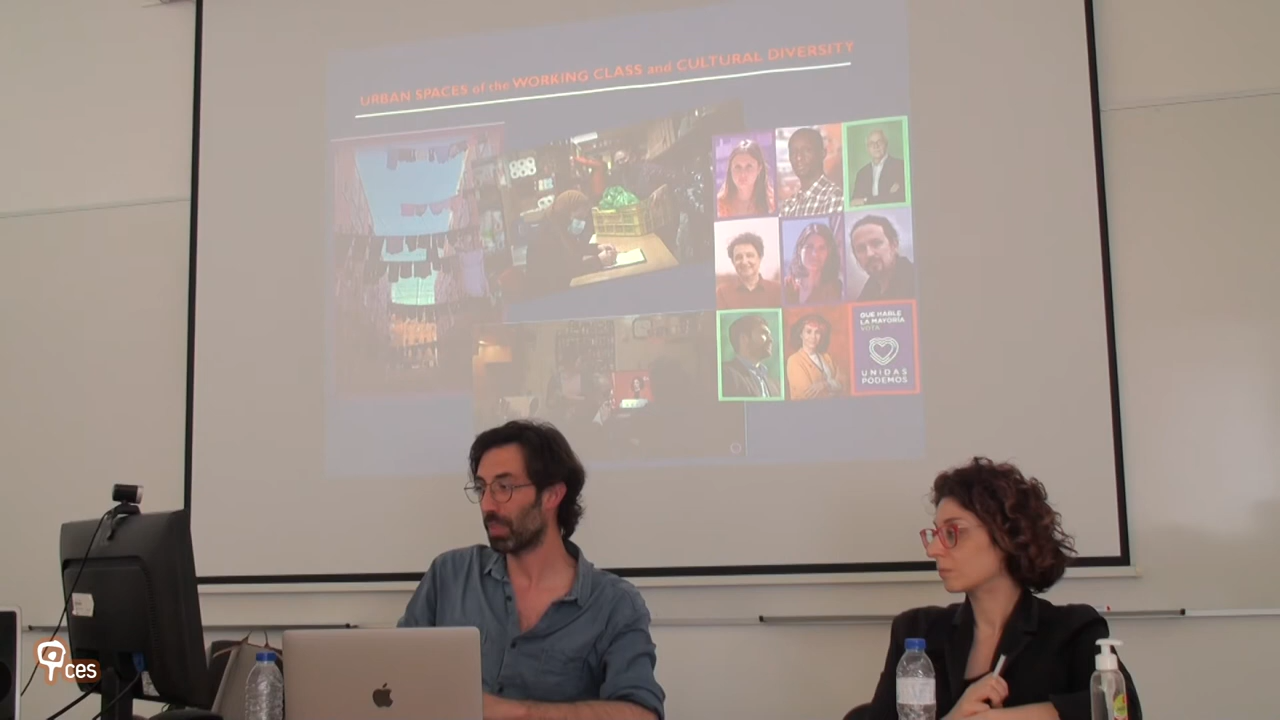 URBAN SPACES of the WORKING CLASS and CULTURAL DIVERSITY
QUE HABLE
LA MAYORÍA
VOTA
UNIDAS
PODEMOS
ces